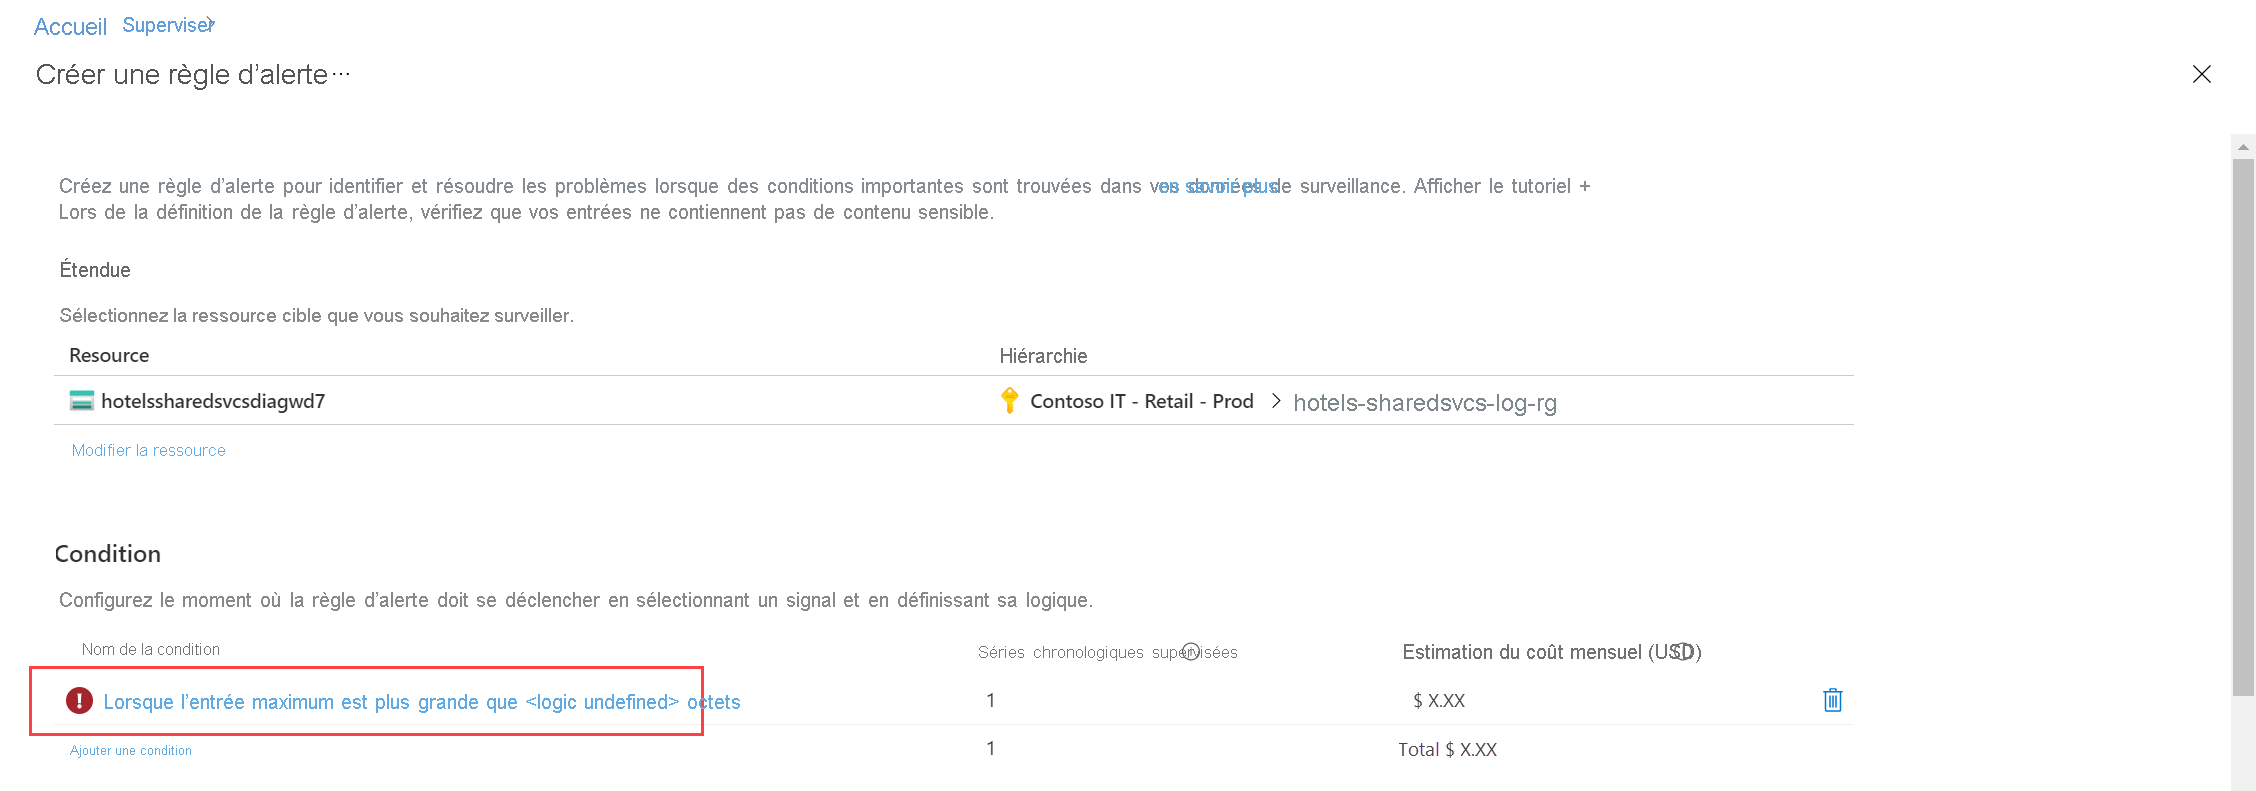 Accueil Superviser
Créer une règle d’alerte ···
Créez une règle d’alerte pour identifier et résoudre les problèmes lorsque des conditions importantes sont trouvées dans vos données de surveillance. Afficher le tutoriel +
en savoir plus
Lors de la définition de la règle d’alerte, vérifiez que vos entrées ne contiennent pas de contenu sensible.
Étendue
Sélectionnez la ressource cible que vous souhaitez surveiller.
Resource Hiérarchie
hotelssharedsvcsdiagwd7 Contoso IT - Retail - Prod > hotels-sharedsvcs-log-rg
Modifier la ressource
Condition
Configurez le moment où la règle d’alerte doit se déclencher en sélectionnant un signal et en définissant sa logique.
Nom de la condition Séries chronologiques supervisées Estimation du coût mensuel (USD)
Lorsque l’entrée maximum est plus grande que <logic undefined> octets 1 $ X.XX
Ajouter une condition 1 Total $ X.XX